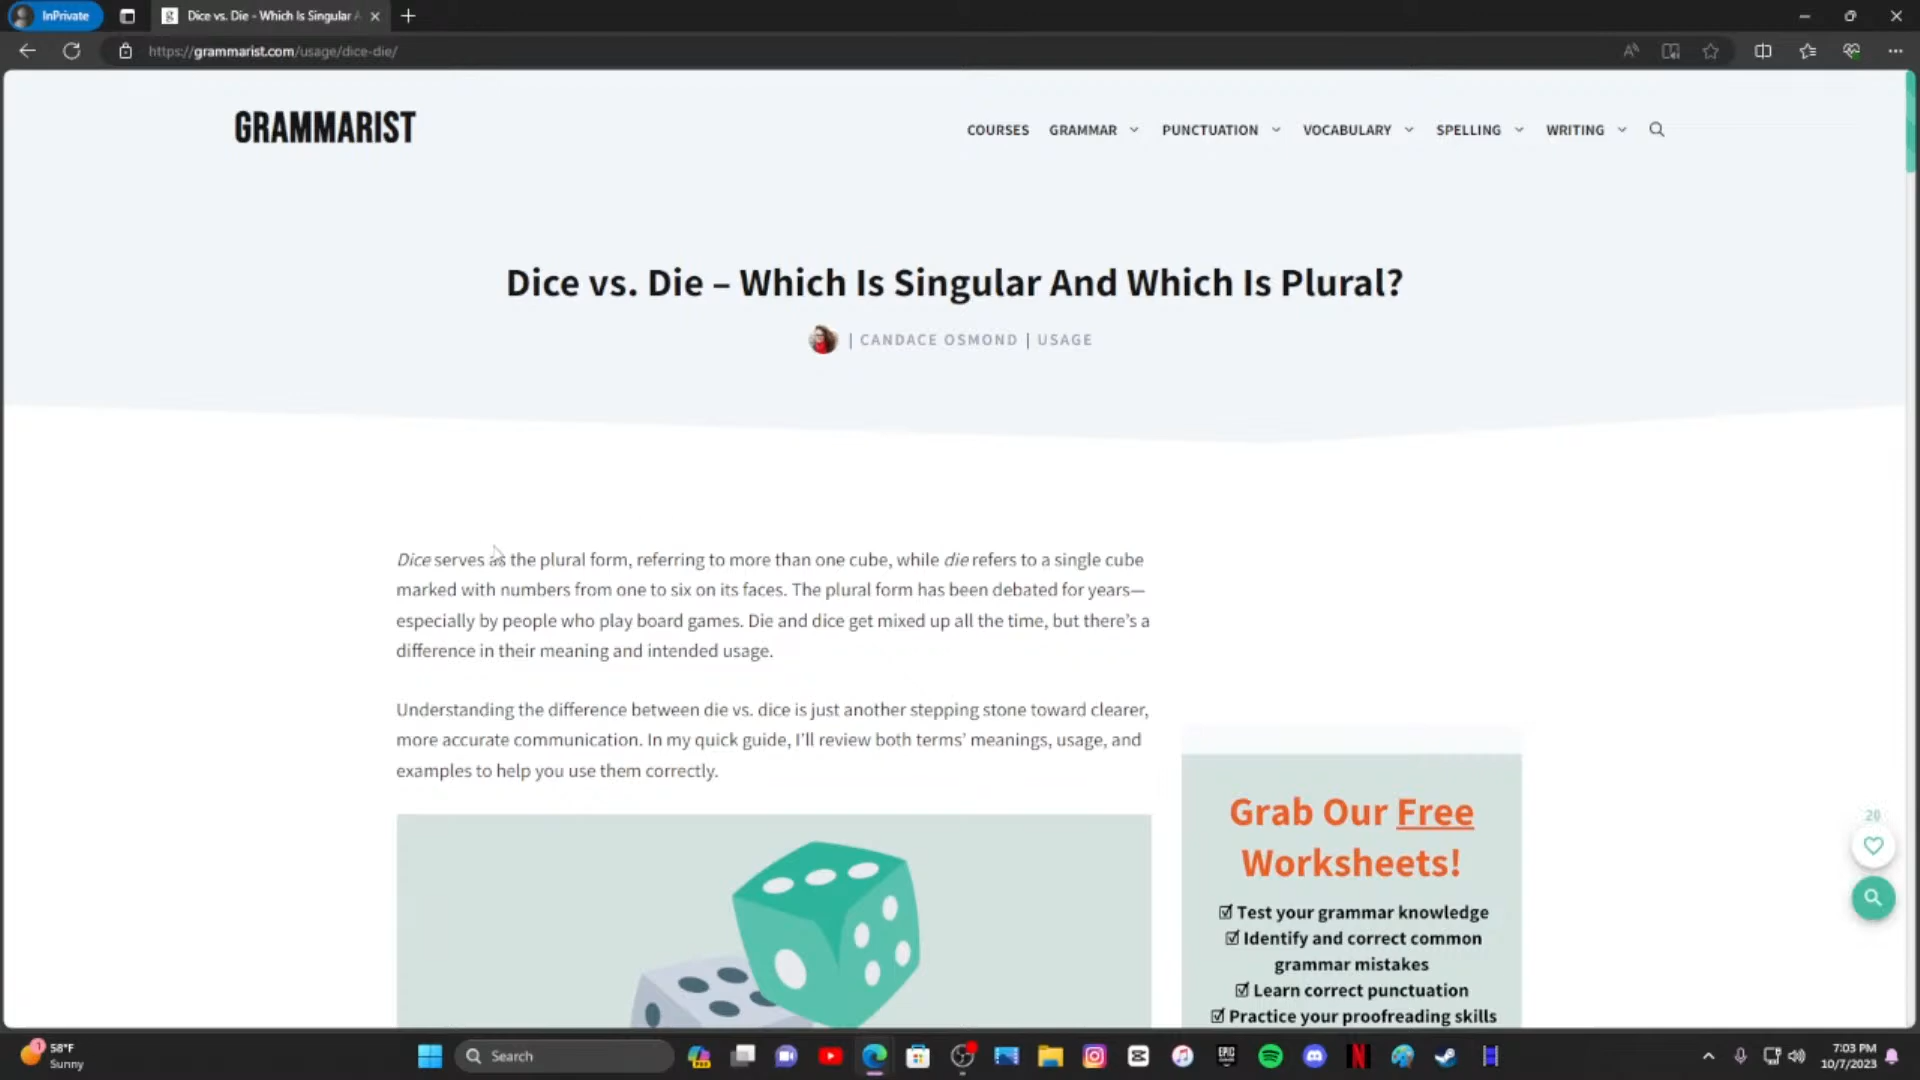 InPrivate
Dice vs. Die - Which Is Singular A
https://grammarist.com/usage/dice-die/
GRAMMARIST
COURSES GRAMMAR PUNCTUATION VOCABULARY SPELLING WRITING
Dice vs. Die – Which Is Singular And Which Is Plural?
| CANDACE OSMOND | USAGE
Dice serves as the plural form, referring to more than one cube, while die refers to a single cube
marked with numbers from one to six on its faces. The plural form has been debated for years—
especially by people who play board games. Die and dice get mixed up all the time, but there's a
difference in their meaning and intended usage.
Understanding the difference between die vs. dice is just another stepping stone toward clearer,
more accurate communication. In my quick guide, I'll review both terms' meanings, usage, and
examples to help you use them correctly.
Grab Our Free
Worksheets!
☑ Test your grammar knowledge
☑ Identify and correct common
grammar mistakes
☑ Learn correct punctuation
☑ Practice your proofreading skills
20
1
58°F
Sunny
Search
EPIC
7:03 PM
10/7/2023